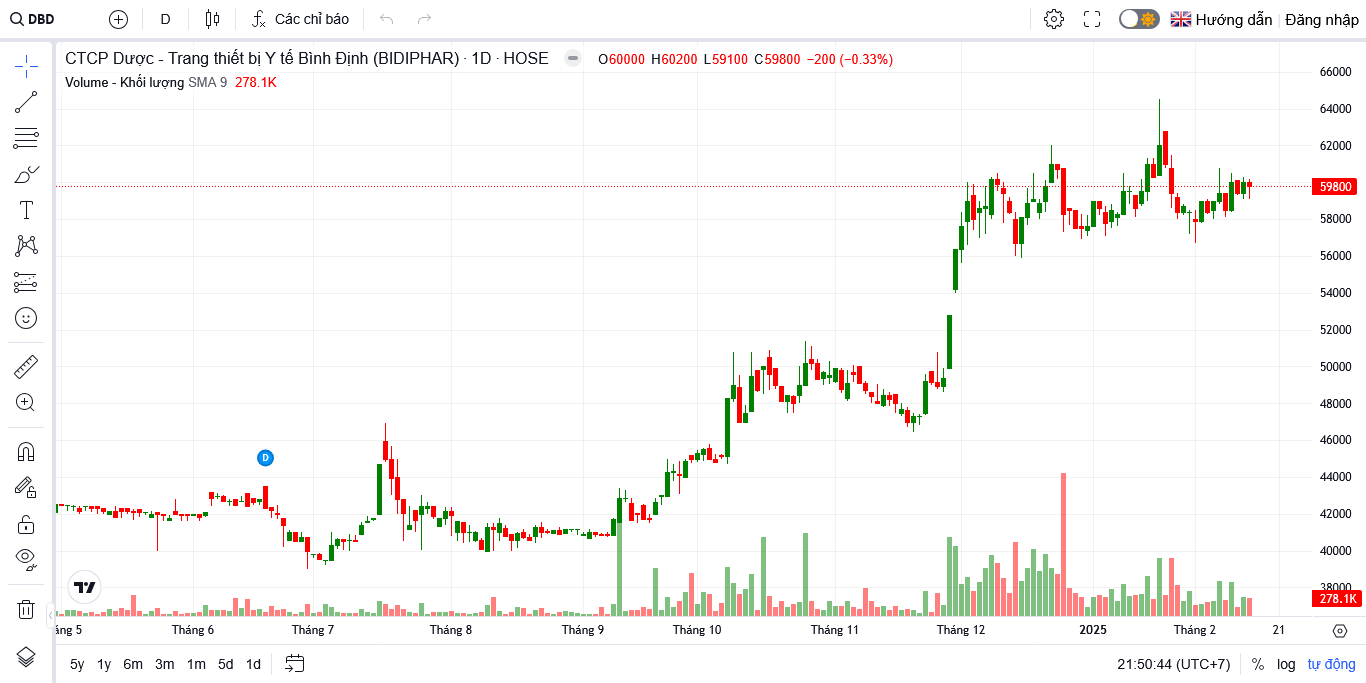 DBD D Các chỉ báo Hướng dẫn Đăng nhập
CTCP Dược - Trang thiết bị Y tế Bình Định (BIDIPHAR) · 1D · HOSE O60000 H60200 L59100 C59800 −200 (−0.33%)
Volume - Khối lượng SMA 9 278.1K
66000
64000
62000
59800
58000
56000
54000
52000
50000
48000
46000
D
44000
42000
40000
38000
278.1K
áng 5 Tháng 6 Tháng 7 Tháng 8 Tháng 9 Tháng 10 Tháng 11 Tháng 12 2025 Tháng 2 21
5y 1y 6m 3m 1m 5d 1d 21:50:44 (UTC+7) % log tự động